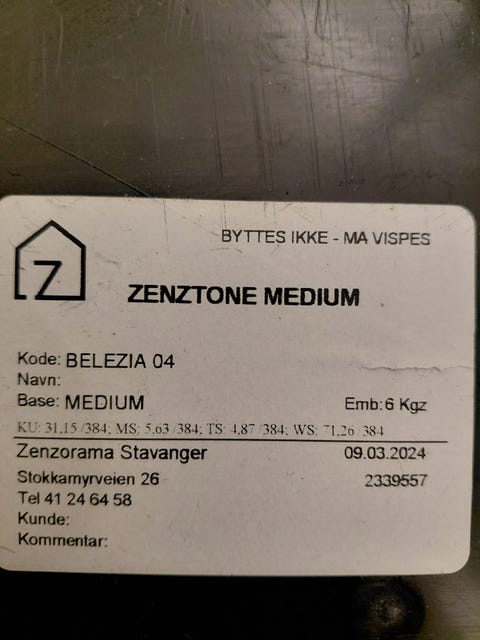 BYTTES IKKE - MA VISPES
Z
ZENZTONE MEDIUM
Kode: BELEZIA 04
Navn:
Base: MEDIUM Emb: 6 Kgz
KU: 31,15 /384; MS: 5,63 /384; TS: 4,87 /384; WS: 71,26 /384
Zenzorama Stavanger 09.03.2024
Stokkamyrveien 26 2339557
Tel 41 24 64 58
Kunde:
Kommentar: